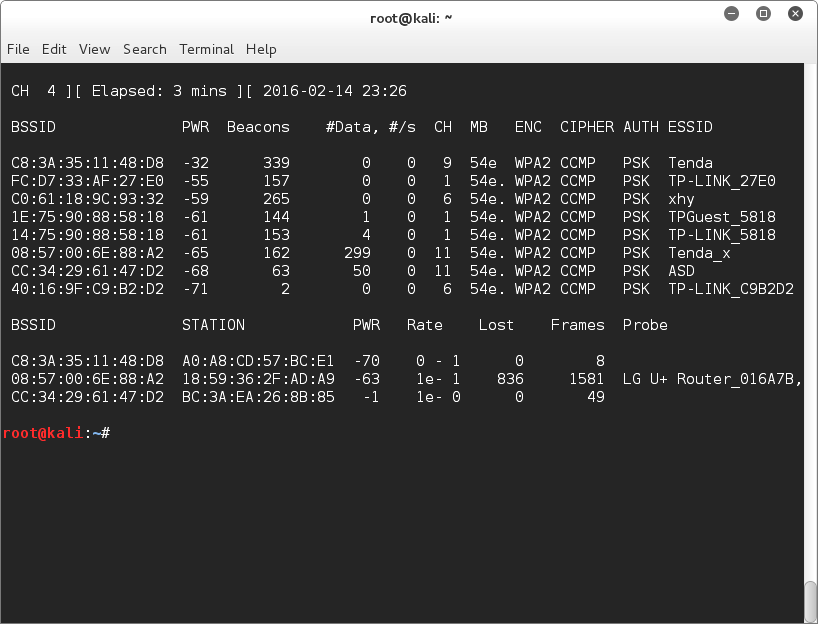 root@kali: ~
File Edit View Search Terminal Help
CH 4 ][ Elapsed: 3 mins ][ 2016-02-14 23:26
BSSID PWR Beacons #Data, #/s CH MB ENC CIPHER AUTH ESSID
C8:3A:35:11:48:D8 -32 339 0 0 9 54e WPA2 CCMP PSK Tenda
FC:D7:33:AF:27:E0 -55 157 0 0 1 54e. WPA2 CCMP PSK TP-LINK_27E0
C0:61:18:9C:93:32 -59 265 0 0 6 54e. WPA2 CCMP PSK xhy
1E:75:90:88:58:18 -61 144 1 0 1 54e. WPA2 CCMP PSK TPGuest_5818
14:75:90:88:58:18 -61 153 4 0 1 54e. WPA2 CCMP PSK TP-LINK_5818
08:57:00:6E:88:A2 -65 162 299 0 11 54e. WPA2 CCMP PSK Tenda_x
CC:34:29:61:47:D2 -68 63 50 0 11 54e. WPA2 CCMP PSK ASD
40:16:9F:C9:B2:D2 -71 2 0 0 6 54e. WPA2 CCMP PSK TP-LINK_C9B2D2
BSSID STATION PWR Rate Lost Frames Probe
C8:3A:35:11:48:D8 A0:A8:CD:57:BC:E1 -70 0 - 1 0 8
08:57:00:6E:88:A2 18:59:36:2F:AD:A9 -63 1e- 1 836 1581 LG U+ Router_016A7B,
CC:34:29:61:47:D2 BC:3A:EA:26:8B:85 -1 1e- 0 0 49
root@kali:~#